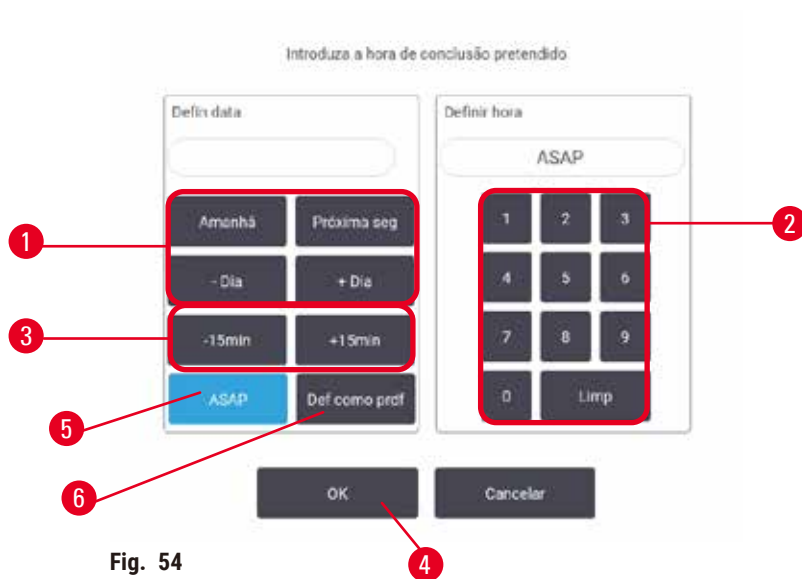 Introduza a hora de conclusão pretendido
Defin data
Definir hora
ASAP
Amanhã
Próxima seg
1
2
3
1
2
- Dia
+ Dia
4
5
6
3
-15min
+15min
7
8
9
ASAP
Def como prdf
0
Limp
5
6
OK
Cancelar
4
Fig. 54